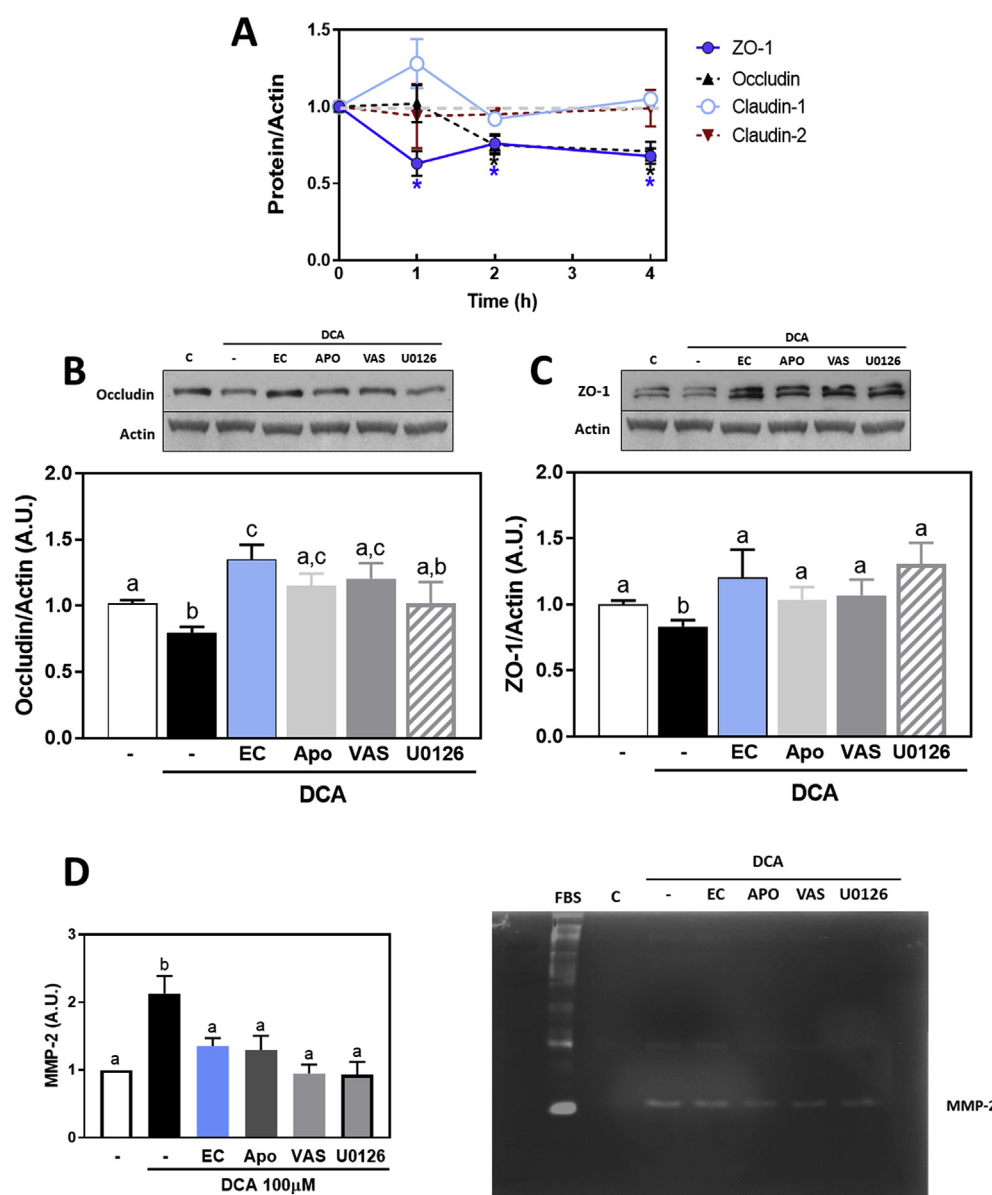 A
1.5
1.0
0.5
0.0
Protein/Actin
0 1 2 3 4
Time (h)
* * * * *
ZO-1
Occludin
Claudin-1
Claudin-2
B
DCA
C - EC APO VAS U0126
Occludin
Actin
2.0
1.5
1.0
0.5
0.0
Occludin/Actin (A.U.)
a b c a,c a,c a,b
- - EC Apo VAS U0126
DCA
C
DCA
C - EC APO VAS U0126
ZO-1
Actin
2.0
1.5
1.0
0.5
0.0
ZO-1/Actin (A.U.)
a b a a a a
- - EC Apo VAS U0126
DCA
D
3
2
1
0
MMP-2 (A.U.)
a b a a a a
- - EC Apo VAS U0126
DCA 100μM
DCA
FBS C - EC APO VAS U0126
MMP-2